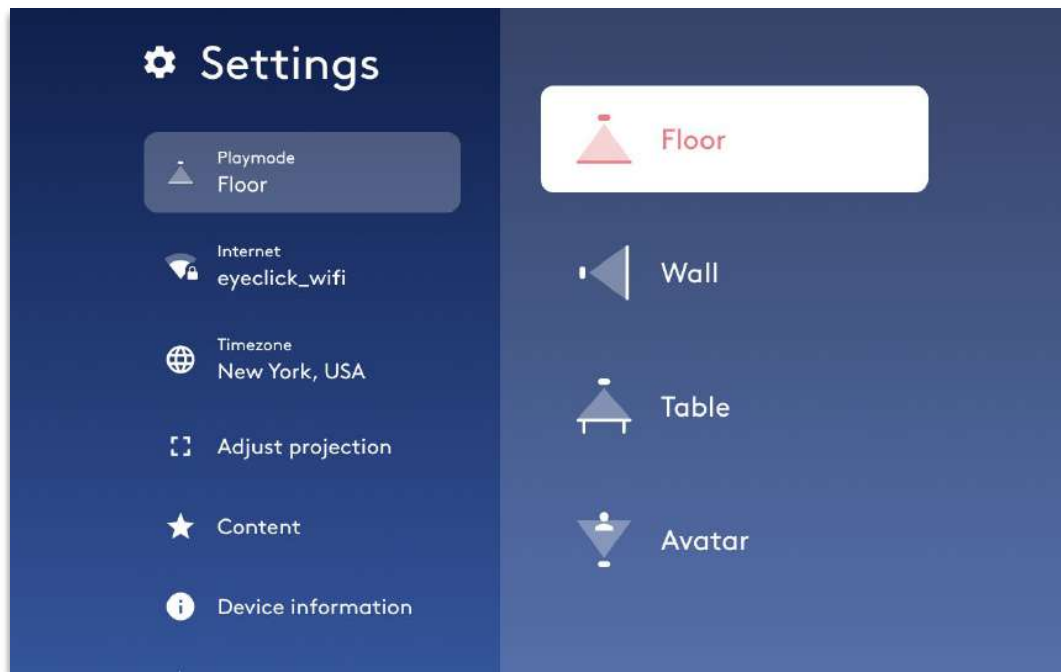 Settings
Playmode
Floor
Internet
eyeclick_wifi
Timezone
New York, USA
Adjust projection
Content
Device information
Floor
Wall
Table
Avatar